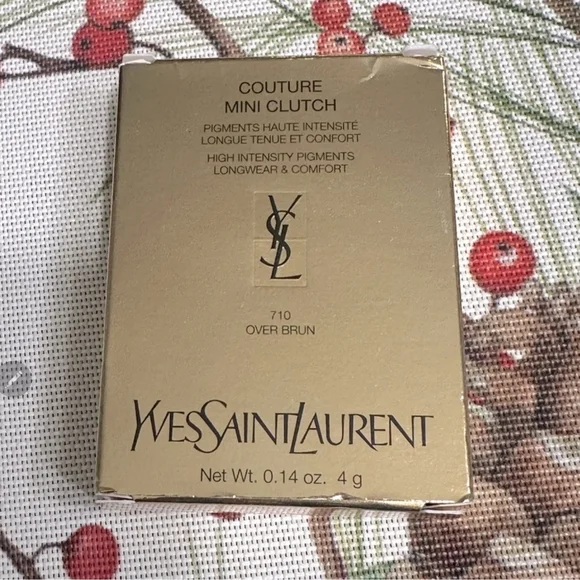 COUTURE
MINI CLUTCH
PIGMENTS HAUTE INTENSITÉ
LONGUE TENUE ET CONFORT
HIGH INTENSITY PIGMENTS
LONGWEAR & COMFORT
YSL
710
OVER BRUN
YVESSAINTLAURENT
Net Wt. 0.14 oz. 4 g